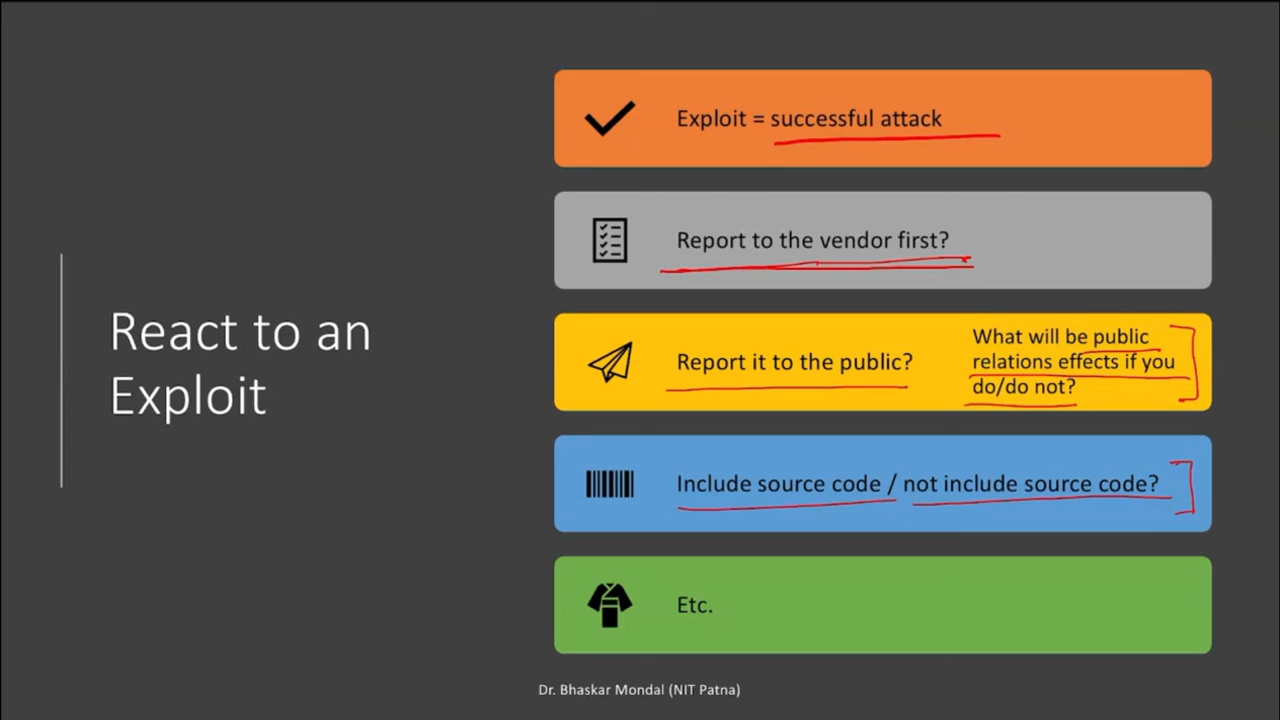 React to an
Exploit
Exploit = successful attack
Report to the vendor first?
Report it to the public?
What will be public
relations effects if you
do/do not?
Include source code / not include source code?
Etc.
Dr. Bhaskar Mondal (NIT Patna)